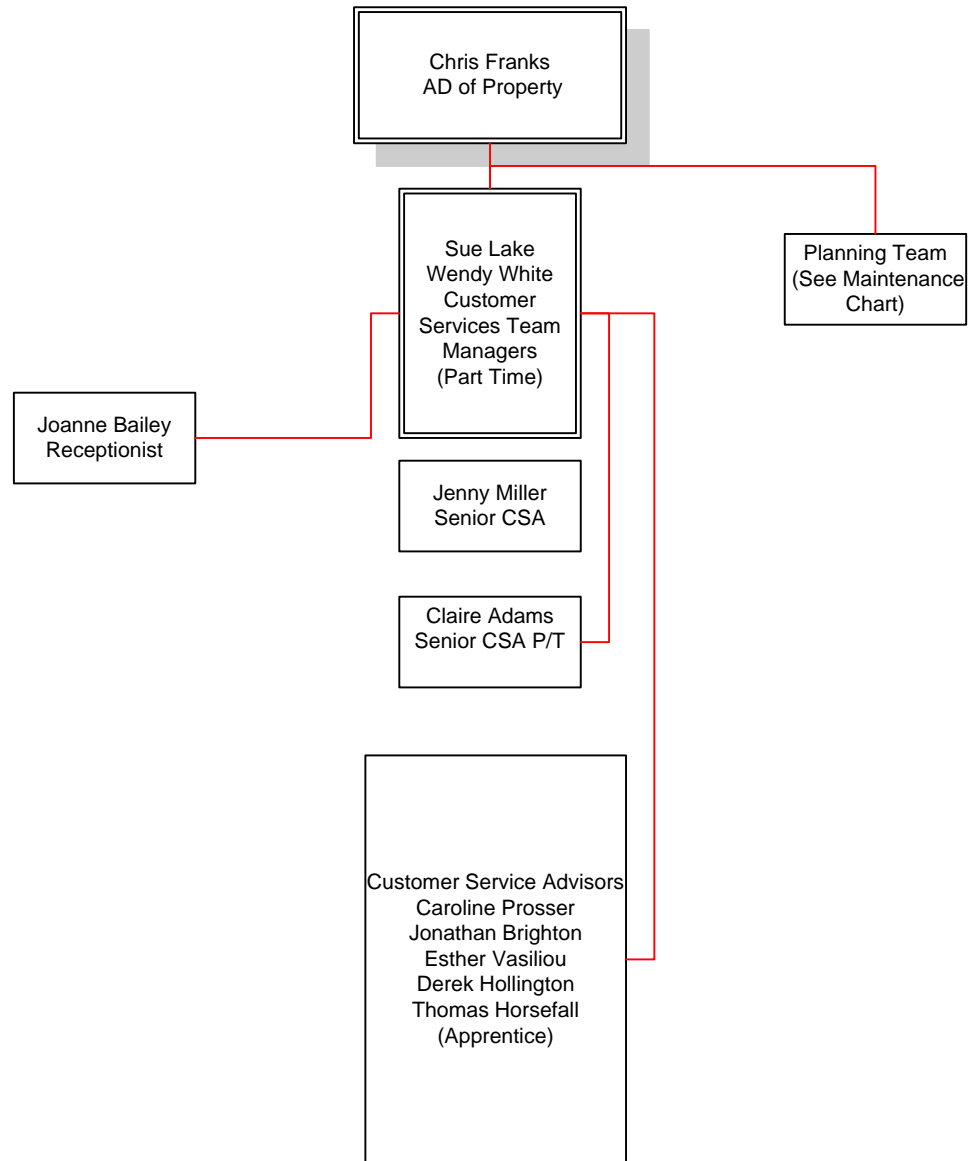 Chris Franks
AD of Property
Sue Lake
Wendy White
Customer
Services Team
Managers
(Part Time)
Planning Team
(See Maintenance
Chart)
Joanne Bailey
Receptionist
Jenny Miller
Senior CSA
Claire Adams
Senior CSA P/T
Customer Service Advisors
Caroline Prosser
Jonathan Brighton
Esther Vasiliou
Derek Hollington
Thomas Horsefall
(Apprentice)